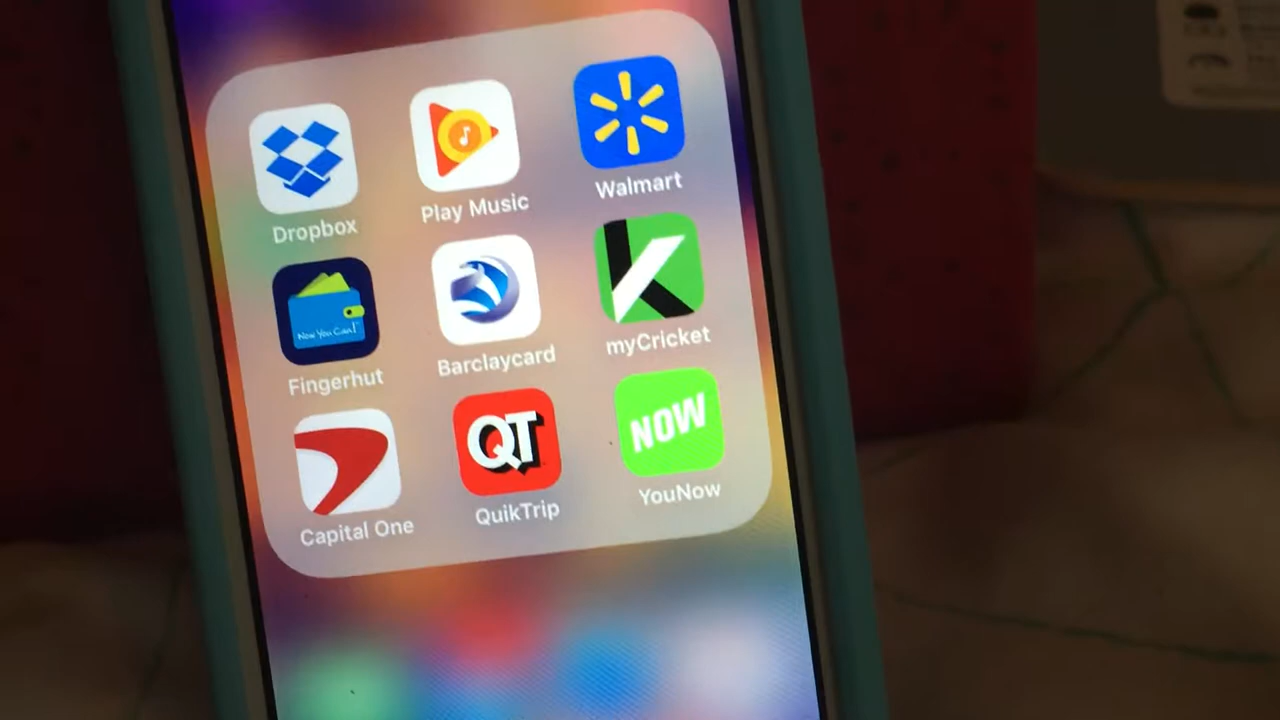 Dropbox
Play Music
Walmart
Now You Can!
Fingerhut
Barclaycard
myCricket
Capital One
QT
QuikTrip
NOW
YouNow